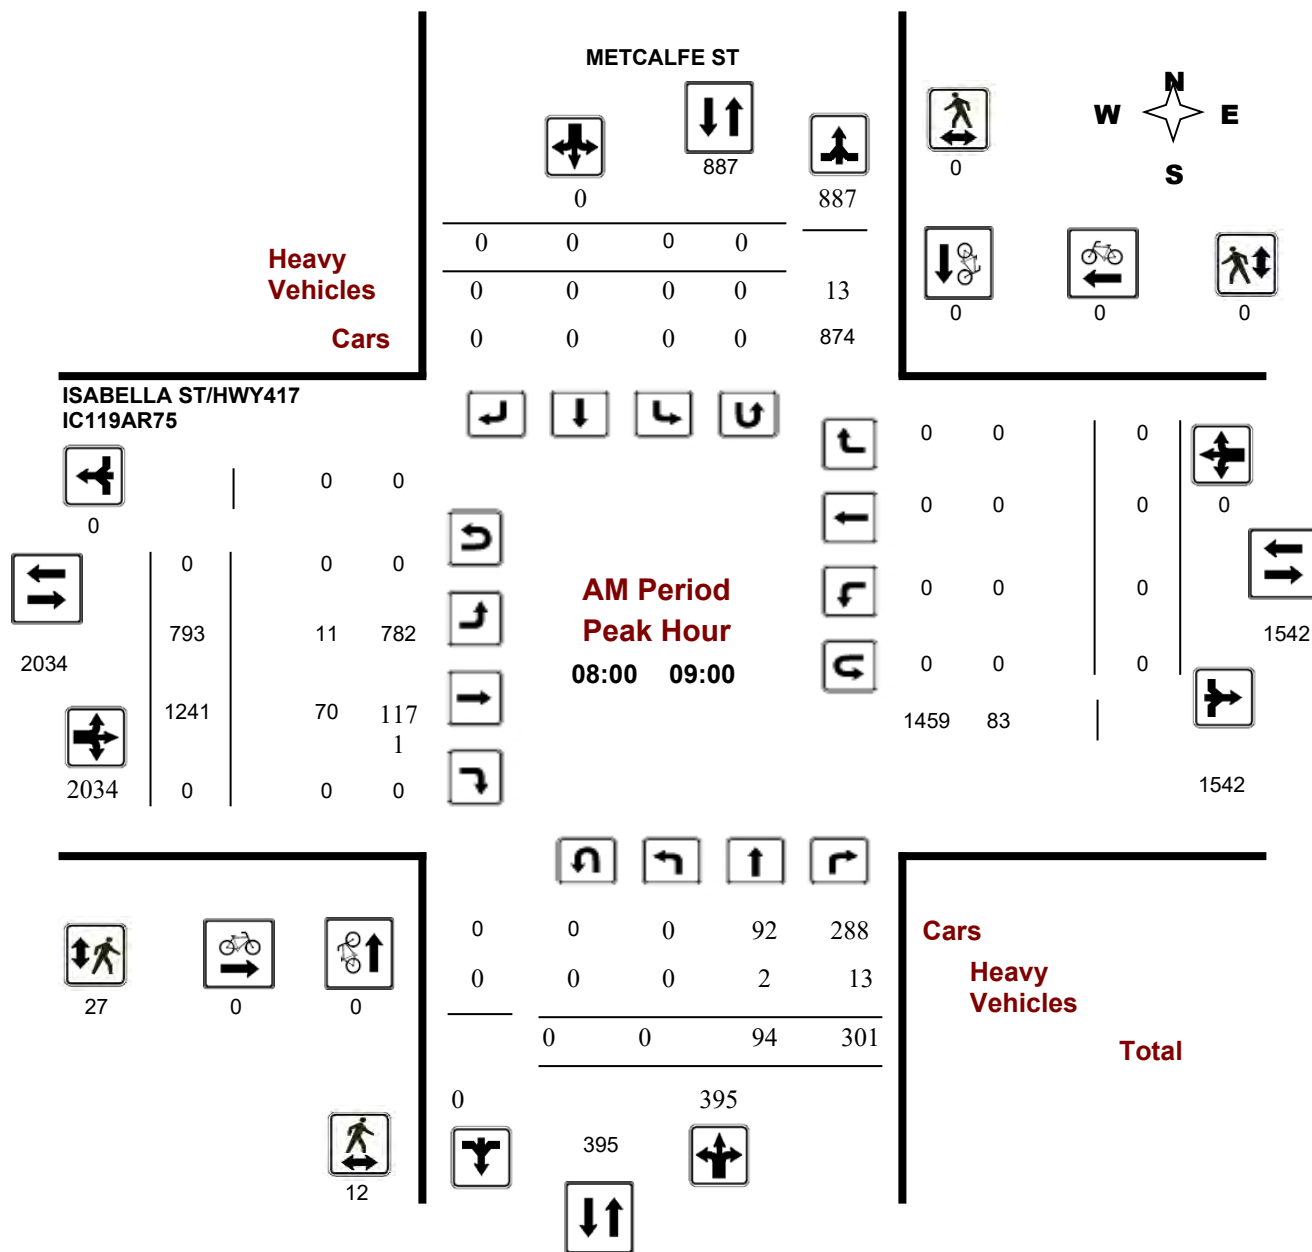 METCALFE ST
N
W E
S
887
0
887
0
0 0 0 0
Heavy
Vehicles
0 0 0 0 13
Cars
0 0 0 0 874
0 0 0
ISABELLA ST/HWY417
IC119AR75
0 0 0
0 0
0
0 0 0
0
0 0 0
AM Period
Peak Hour
08:00 09:00
0 0 0
793 11 782
1542
2034
0 0 0
1241 70 117
1
1459 83
2034 0 0 0
1542
0 0 0 92 288
Cars
0 0 0 2 13
Heavy
Vehicles
27 0 0
0 0 94 301
Total
0 395
395
12